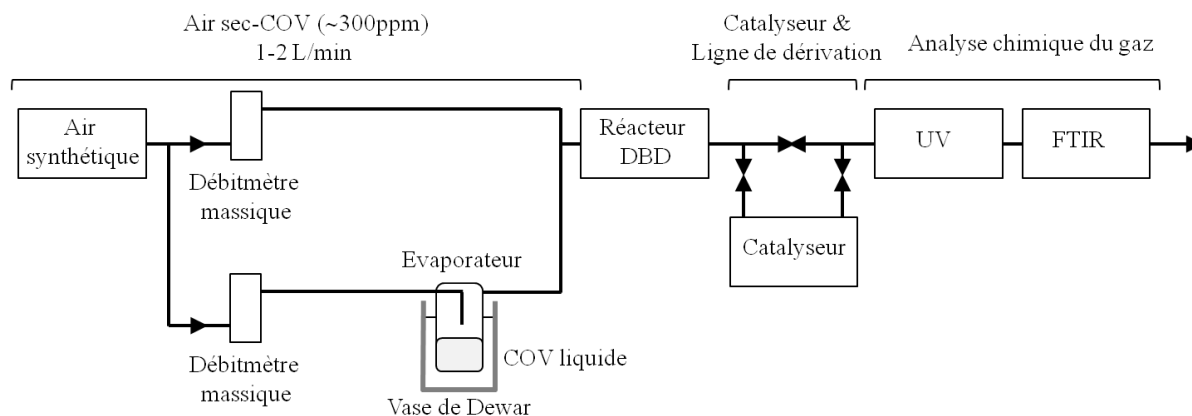 Air sec-COV (~300ppm)
1-2 L/min
Catalyseur &
Ligne de dérivation
Analyse chimique du gaz
Air
synthétique
Débitmètre
massique
Réacteur
DBD
UV
FTIR
Catalyseur
Evaporateur
COV liquide
Débitmètre
massique
Vase de Dewar